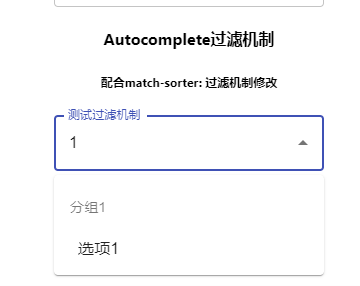 Autocomplete过滤机制
配合match-sorter: 过滤机制修改
测试过滤机制
1
分组1
选项1